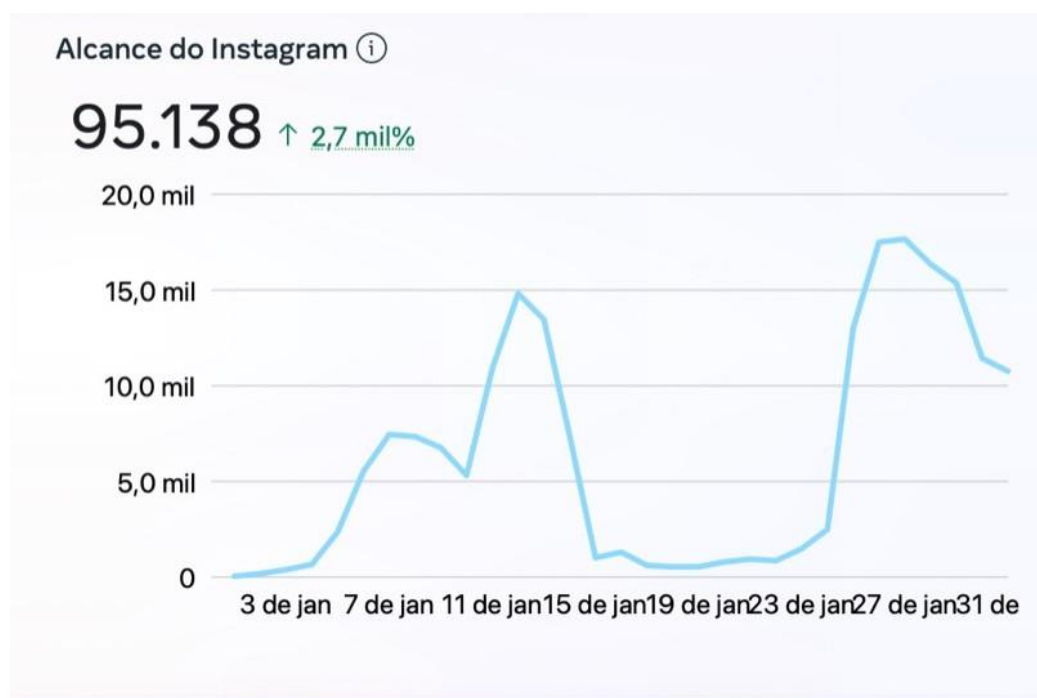 Alcance do Instagram
95.138 ↑ 2,7 mil%
20,0 mil
15,0 mil
10,0 mil
5,0 mil
0
3 de jan 7 de jan 11 de jan15 de jan19 de jan23 de jan27 de jan31 de